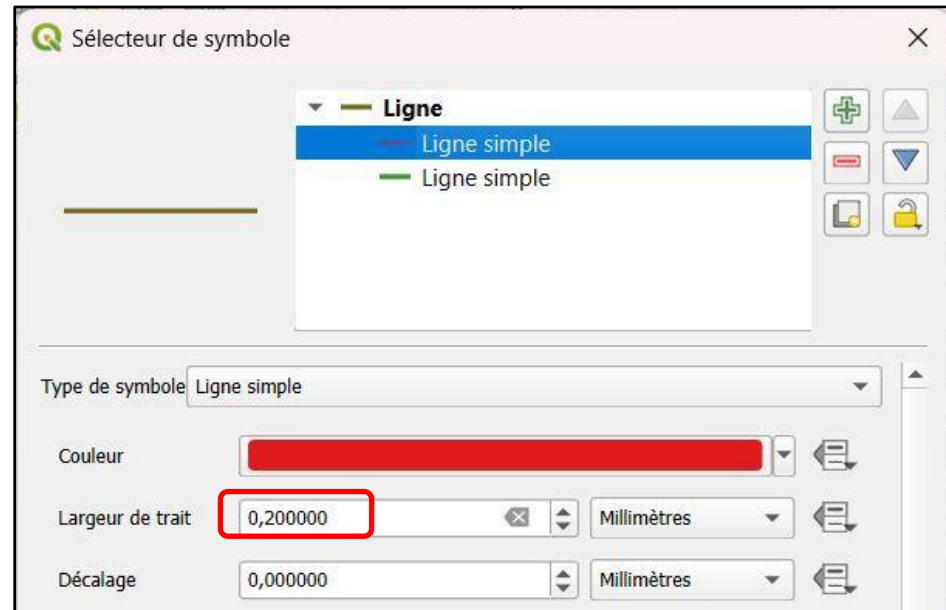 Sélecteur de symbole
Ligne
Ligne simple
Ligne simple
Type de symbole Ligne simple
Couleur
Largeur de trait 0,200000 Millimètres
Décalage 0,000000 Millimètres